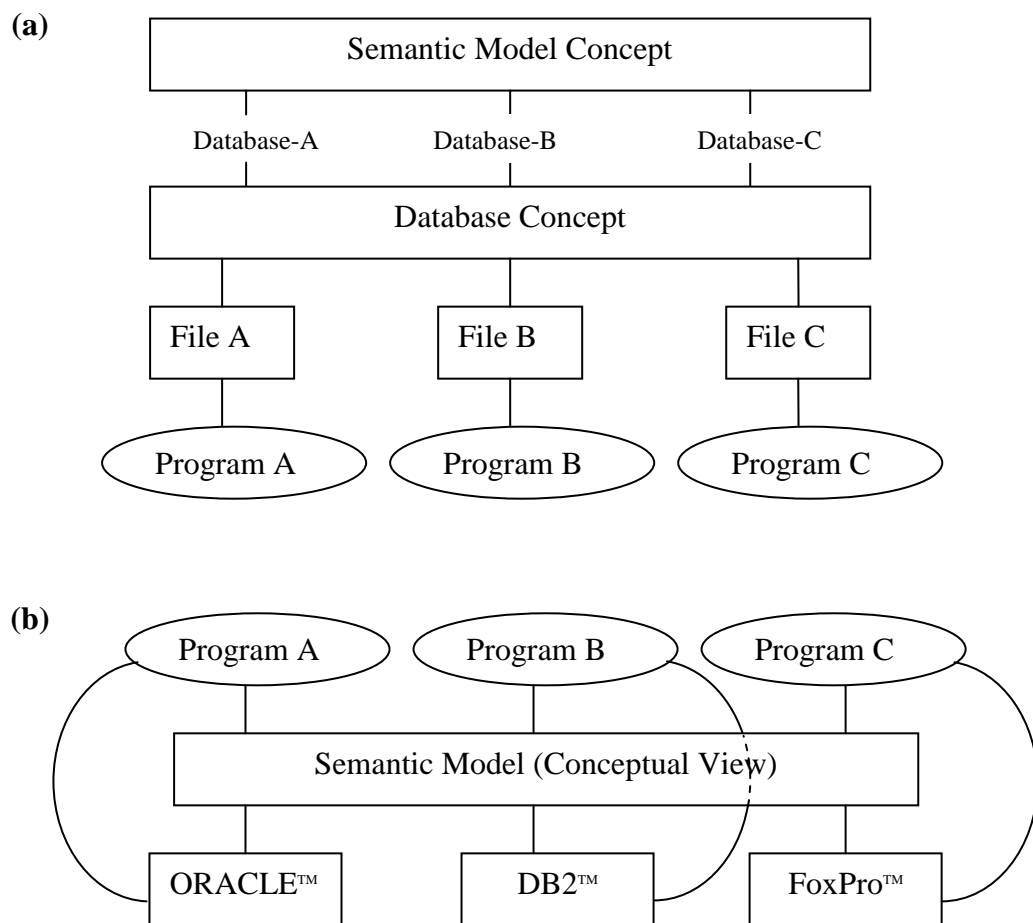 (a)
Semantic Model Concept
Database-A Database-B Database-C
Database Concept
File A File B File C
Program A Program B Program C
(b)
Program A Program B Program C
Semantic Model (Conceptual View)
ORACLE™ DB2™ FoxPro™